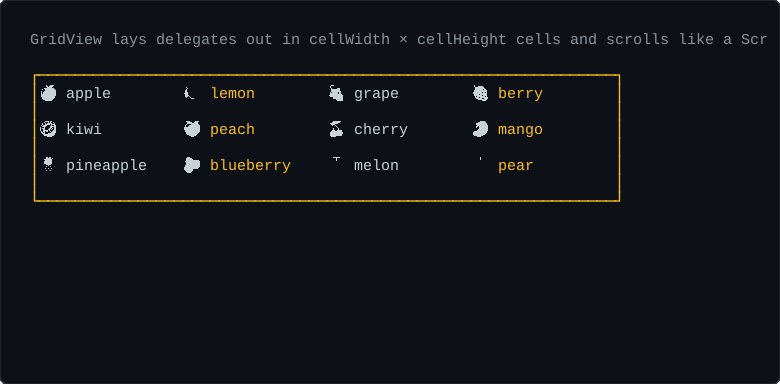 GridView lays delegates out in cellWidth × cellHeight cells and scrolls like a Scr
apple lemon grape berry
kiwi peach cherry mango
pineapple blueberry melon pear